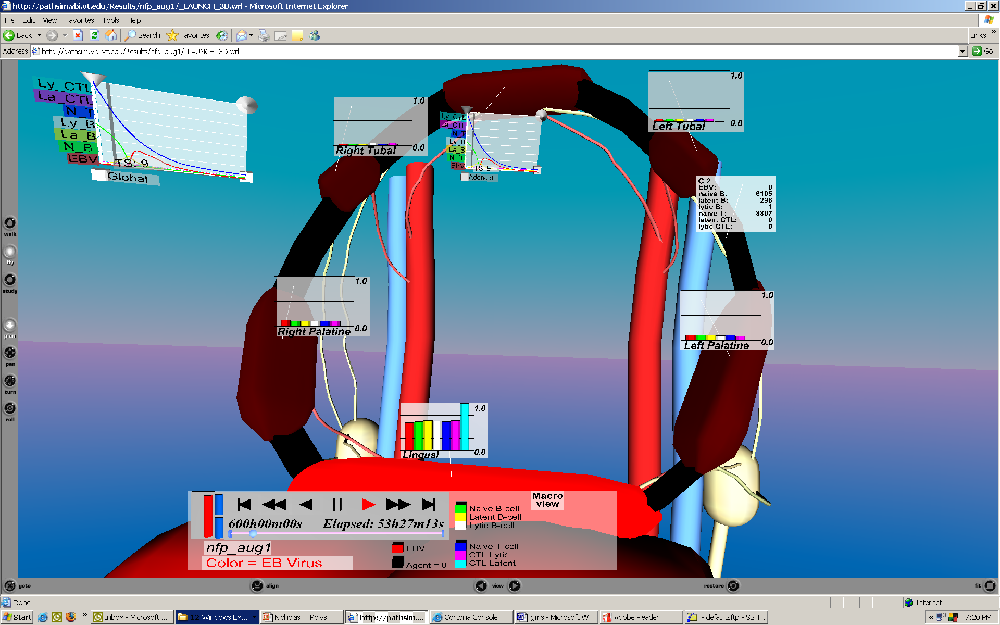 http://pathsim.vbi.vt.edu/Results/nfp_aug1/_LAUNCH_3D.wrl - Microsoft Internet Explorer
File Edit View Favorites Tools Help
Back Search Favorites Links »
Address http://pathsim.vbi.vt.edu/Results/nfp_aug1/_LAUNCH_3D.wrl Go
Ly_CTL
La_CTL
N_T
Ly_B
La_B
N_B
EBV
TS: 9
Global
1.0
Right Tubal
0.0
Ly_CTL
La_CTL
N_T
Ly_B
La_B
N_B
EBV
TS: 9
Adenoid
1.0
0.0
Left Tubal
C 2
EBV: 0
naive B: 6105
latent B: 296
lytic B: 1
naive T: 3307
latent CTL: 0
lytic CTL: 0
walk
fly
study
plan
pan
turn
roll
1.0
0.0
Right Palatine
1.0
0.0
Left Palatine
1.0
0.0
Lingual
600h00m00s Elapsed: 53h27m13s
nfp_aug1
Color = EB Virus
EBV
Agent = 0
Naive B-cell
Latent B-cell
Lytic B-cell
Naive T-cell
CTL Lytic
CTL Latent
Macro
view
goto align view restore fit
Done Internet
Start » Inbox - Microsoft ... 12 Windows Ex... Nicholas F. Polys http://pathsim.... Cortona Console igms - Microsoft W... Adobe Reader - defaultsftp - SSH... « 7:20 PM